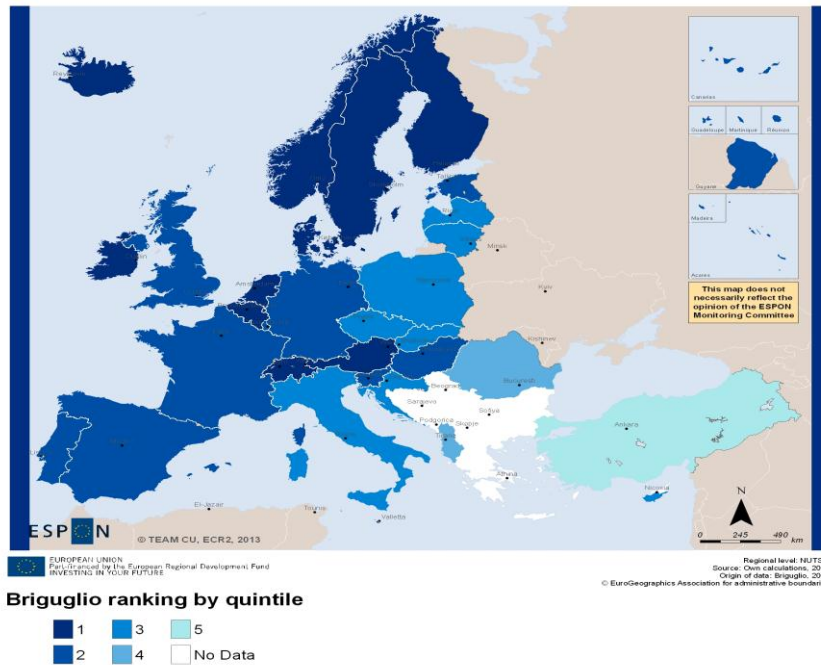 Canaries
Guadeloupe Martinique Réunion
Guyane
Madeira
Acores
This map does not
necessarily reflect the
opinion of the ESPON
Monitoring Committee
Minsk
Kyiv
Bucuresti
Sarajevo
Sofiya
Podgorica
Skopje
Ankara
Athina
Nicosia
El-Jazair
Tounis
Valletta
N
0 245 490 km
ESPON
© TEAM CU, ECR2, 2013
EUROPEAN UNION
Part-financed by the European Regional Development Fund
INVESTING IN YOUR FUTURE
Regional level: NUTS
Source: Own calculations, 20
Origin of data: Briguglio, 20
© EuroGeographics Association for administrative boundari
Briguglio ranking by quintile
1 3 5
2 4 No Data